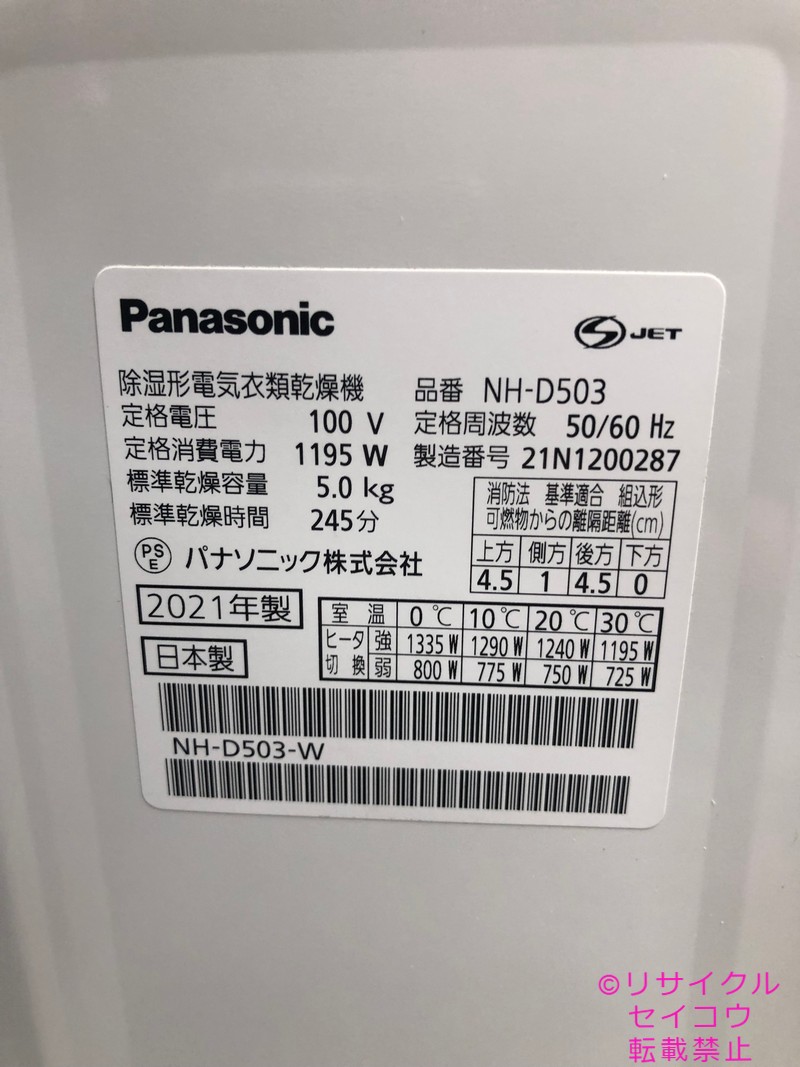 Panasonic
S JET
除湿形電気衣類乾燥機 品番 NH-D503
定格電圧 100 V 定格周波数 50/60 Hz
定格消費電力 1195 W 製造番号 21N1200287
標準乾燥容量 5.0 kg
標準乾燥時間 245分
消防法 基準適合 組込形
可燃物からの離隔距離(cm)
上方 側方 後方 下方
4.5 1 4.5 0
PS
E パナソニック株式会社
2021年製
日本製
室 温 0℃ 10℃ 20℃ 30℃
ヒータ 強 1335 W 1290 W 1240 W 1195 W
切 換 弱 800 W 775 W 750 W 725 W
NH-D503-W
©リサイクル
セイコウ
転載禁止